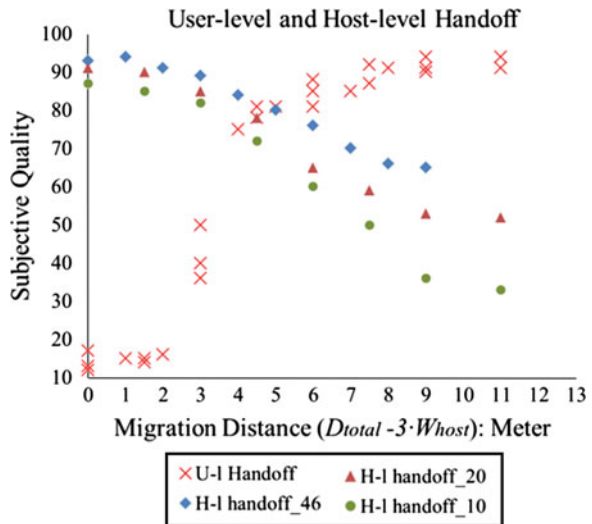 User-level and Host-level Handoff
100
90
80
70
60
50
40
30
20
10
Subjective Quality
0 1 2 3 4 5 6 7 8 9 10 11 12 13
Migration Distance (Dtotal -3·Whost): Meter
U-l Handoff
H-l handoff_20
H-l handoff_46
H-l handoff_10